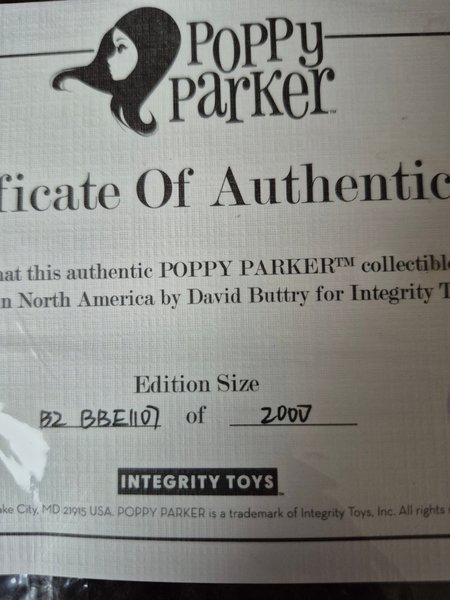 POPPY
PARKER™
ficate Of Authentic
hat this authentic POPPY PARKER™ collectible
n North America by David Buttry for Integrity T
Edition Size
B2 BBE1107 of 2000
INTEGRITY TOYS
ke City, MD 21915 USA. POPPY PARKER is a trademark of Integrity Toys, Inc. All rights